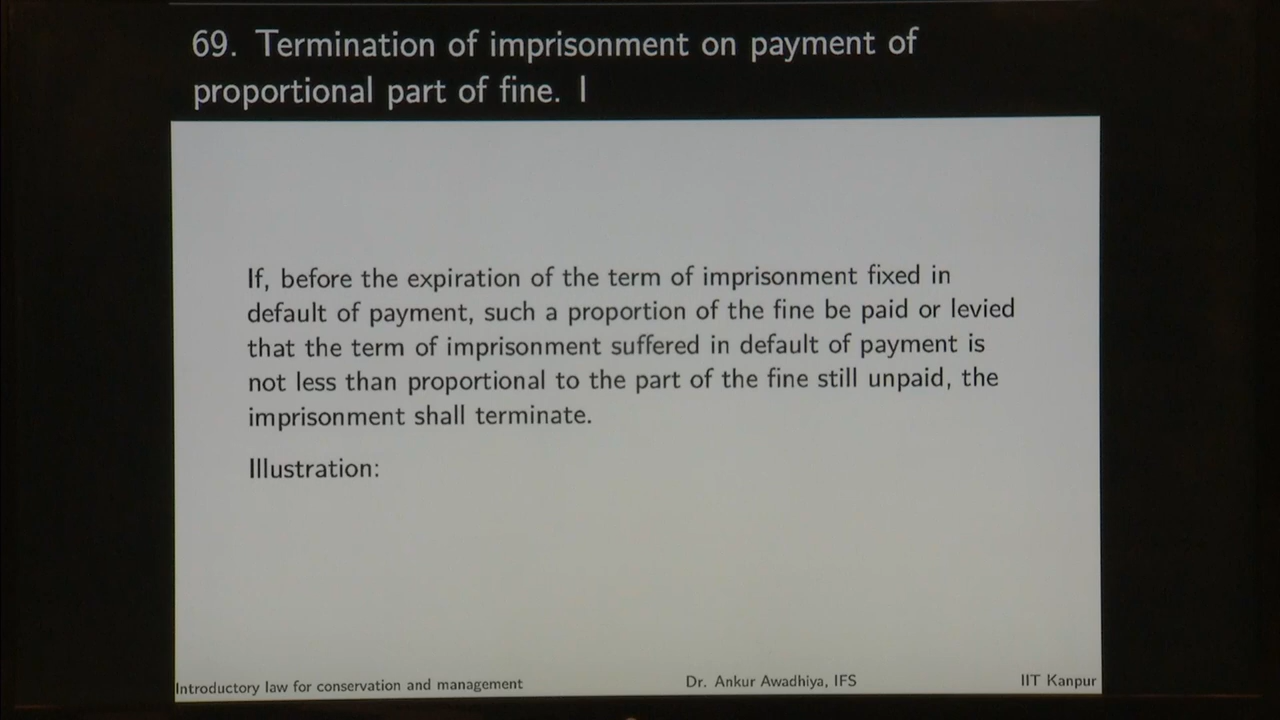 69. Termination of imprisonment on payment of
proportional part of fine. I
If, before the expiration of the term of imprisonment fixed in
default of payment, such a proportion of the fine be paid or levied
that the term of imprisonment suffered in default of payment is
not less than proportional to the part of the fine still unpaid, the
imprisonment shall terminate.
Illustration:
Introductory law for conservation and management Dr. Ankur Awadhiya, IFS IIT Kanpur